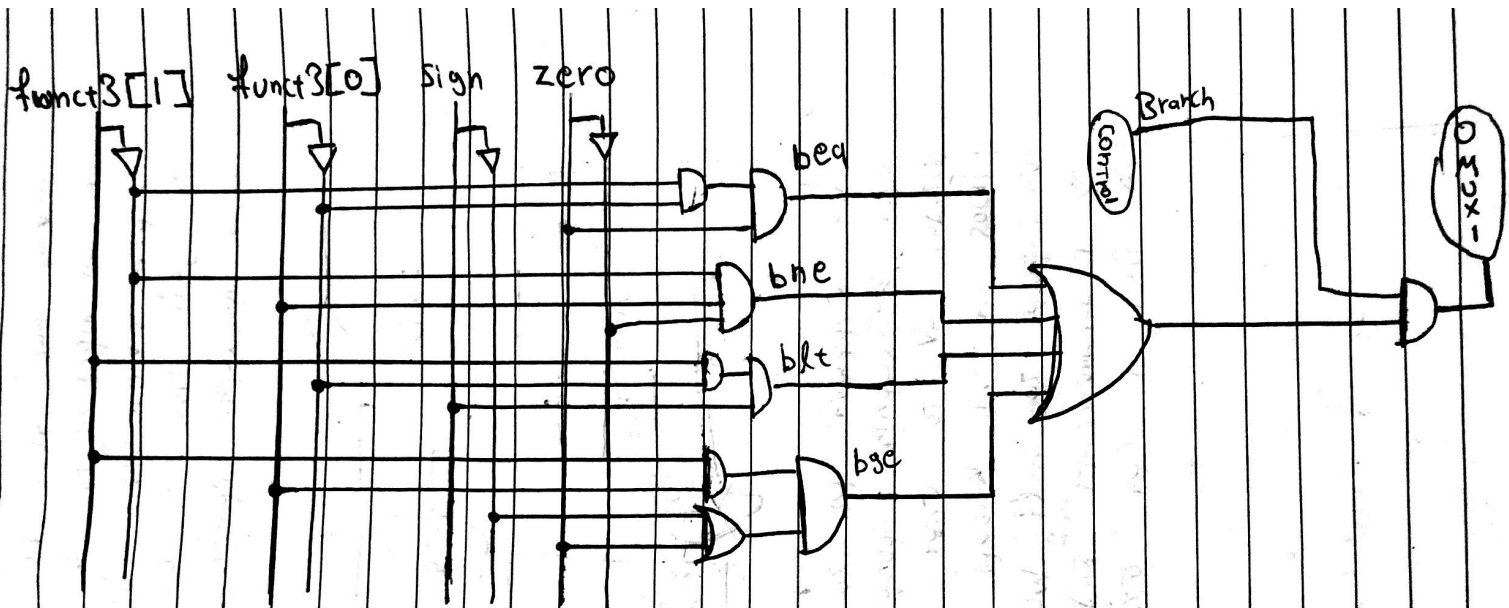 funct3[1] funct3[0] Sign zero
Branch
Control
0 MUX 1
beq
bne
blt
bge